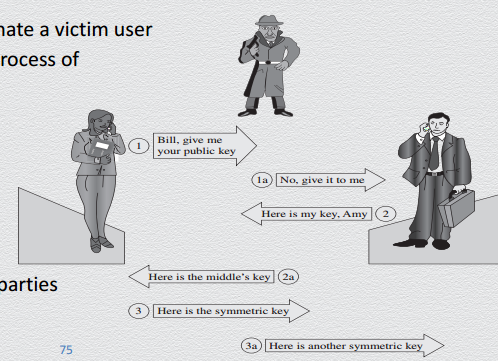 nate a victim user
rocess of
1 Bill, give me
your public key
1a No, give it to me
Here is my key, Amy 2
parties
Here is the middle's key 2a
3 Here is the symmetric key
75
3a Here is another symmetric key